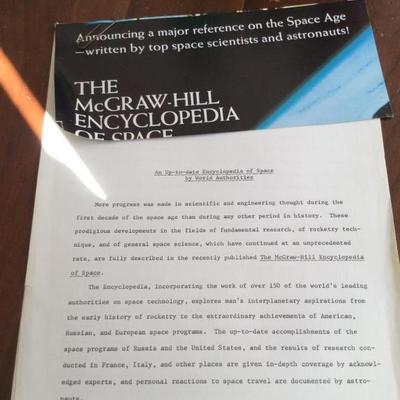 Announcing a major reference on the Space Age
—written by top space scientists and astronauts!
THE
McGRAW-HILL
ENCYCLOPEDIA
OF SPACE
An Up-to-date Encyclopedia of Space
by World Authorities
More progress was made in scientific and engineering thought during the
first decade of the space age than during any other period in history. These
prodigious developments in the fields of fundamental research, of rocketry tech-
nique, and of general space science, which have continued at an unprecedented
rate, are fully described in the recently published The McGraw-Hill Encyclopedia
of Space.
The Encyclopedia, incorporating the work of over 150 of the world's leading
authorities on space technology, explores man's interplanetary aspirations from
the early history of rocketry to the extraordinary achievements of American,
Russian, and European space programs. The up-to-date accomplishments of the
space programs of Russia and the United States, and the results of research con-
ducted in France, Italy, and other places are given in-depth coverage by acknowl-
edged experts, and personal reactions to space travel are documented by astro-
nauts.